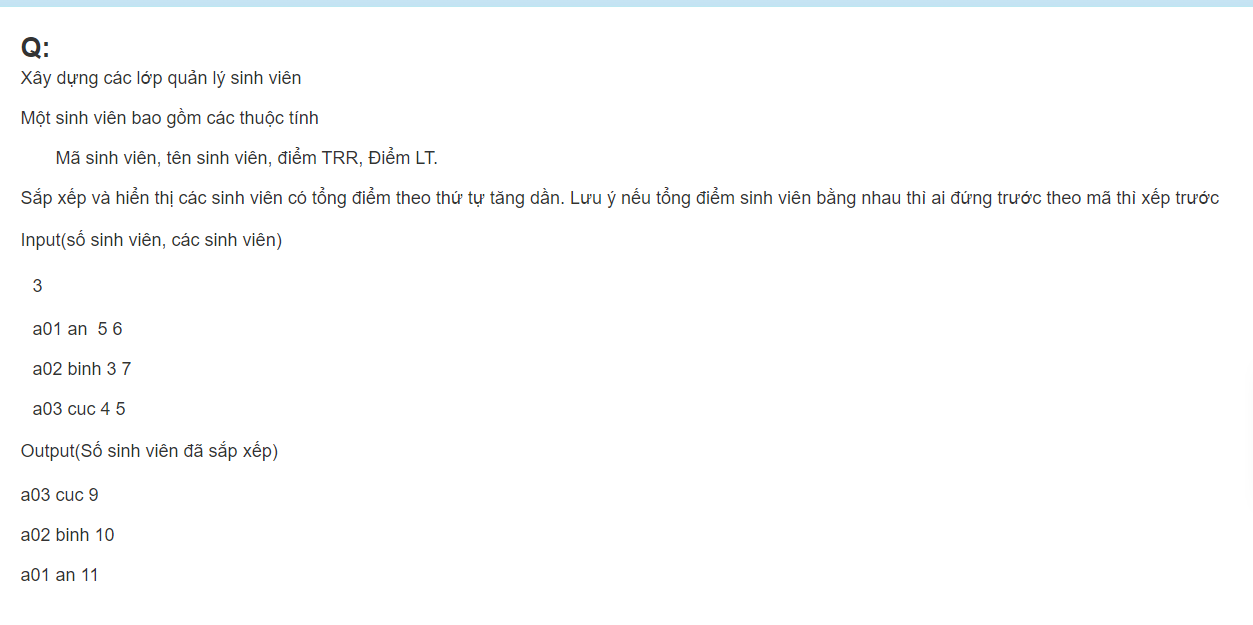 Q:
Xây dựng các lớp quản lý sinh viên
Một sinh viên bao gồm các thuộc tính
Mã sinh viên, tên sinh viên, điểm TRR, Điểm LT.
Sắp xếp và hiển thị các sinh viên có tổng điểm theo thứ tự tăng dần. Lưu ý nếu tổng điểm sinh viên bằng nhau thì ai đứng trước theo mã thì xếp trước
Input(số sinh viên, các sinh viên)
3
a01 an  5 6
a02 binh 3 7
a03 cuc 4 5
Output(Số sinh viên đã sắp xếp)
a03 cuc 9
a02 binh 10
a01 an 11